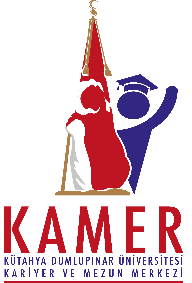 KAMER
KÜTAHYA DUMLUPINAR ÜNİVERSİTESİ
KARİYER VE MEZUN MERKEZİ